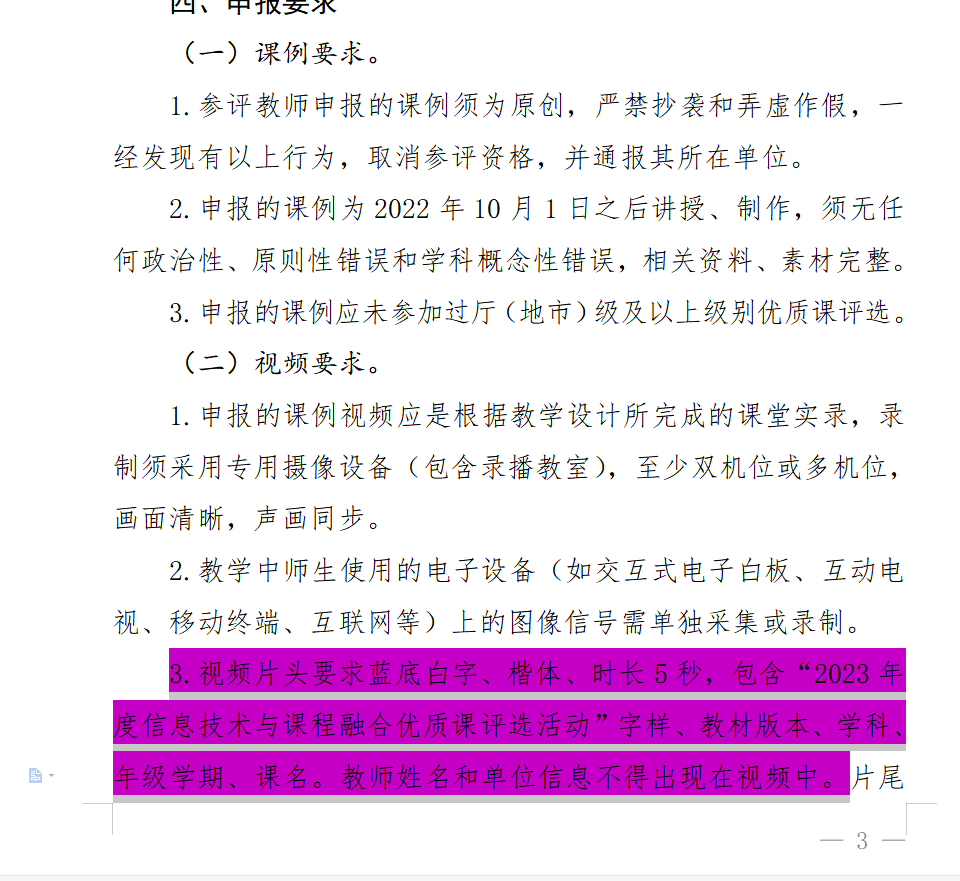 四、申报要求
（一）课例要求。
1.参评教师申报的课例须为原创，严禁抄袭和弄虚作假，一
经发现有以上行为，取消参评资格，并通报其所在单位。
2.申报的课例为 2022 年 10 月 1 日之后讲授、制作，须无任
何政治性、原则性错误和学科概念性错误，相关资料、素材完整。
3.申报的课例应未参加过厅（地市）级及以上级别优质课评选。
（二）视频要求。
1.申报的课例视频应是根据教学设计所完成的课堂实录，录
制须采用专用摄像设备（包含录播教室），至少双机位或多机位，
画面清晰，声画同步。
2.教学中师生使用的电子设备（如交互式电子白板、互动电
视、移动终端、互联网等）上的图像信号需单独采集或录制。
3.视频片头要求蓝底白字、楷体、时长 5 秒，包含“2023 年
度信息技术与课程融合优质课评选活动”字样、教材版本、学科、
年级学期、课名。教师姓名和单位信息不得出现在视频中。片尾
— 3 —